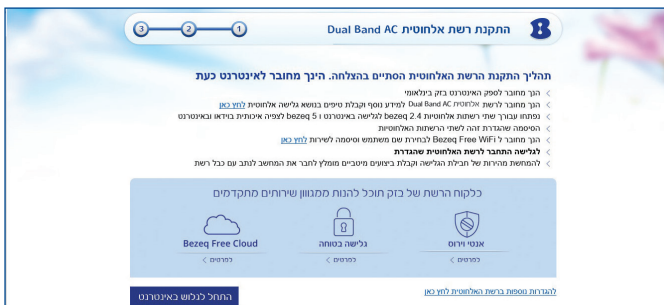 התקנת רשת אלחוטית Dual Band AC
1
2
3
תהליך התקנת הרשת האלחוטית הסתיים בהצלחה. הינך מחובר לאינטרנט כעת
הנך מחובר לספק האינטרנט בזק בינלאומי
הנך מחובר לרשת אלחוטית Dual Band AC למידע נוסף וקבלת טיפים בנושא גלישה אלחוטית לחץ כאן
נפתחו עבורך שתי רשתות אלחוטיות bezeq 2.4 לגלישה באינטרנט ו bezeq 5 לצפיה איכותית בוידאו ובאינטרנט
הסיסמה שהגדרת זהה לשתי הרשתות האלחוטיות
הנך מחובר ל Bezeq Free WiFi לבחירת שם משתמש וסיסמה לשירות לחץ כאן
לגלישה התחבר לרשת האלחוטית שהגדרת
להמחשת מהירות של חבילת הגלישה וקבלת ביצועים מיטביים מומלץ לחבר את המחשב לנתב עם כבל רשת
כלקוח הרשת של בזק תוכל להנות ממגוון שירותים מתקדמים
אנטי וירוס
גלישה בטוחה
Bezeq Free Cloud
לפרטים >
לפרטים >
לפרטים >
להגדרות נוספות ברשת האלחוטית לחץ כאן
התחל לגלוש באינטרנט